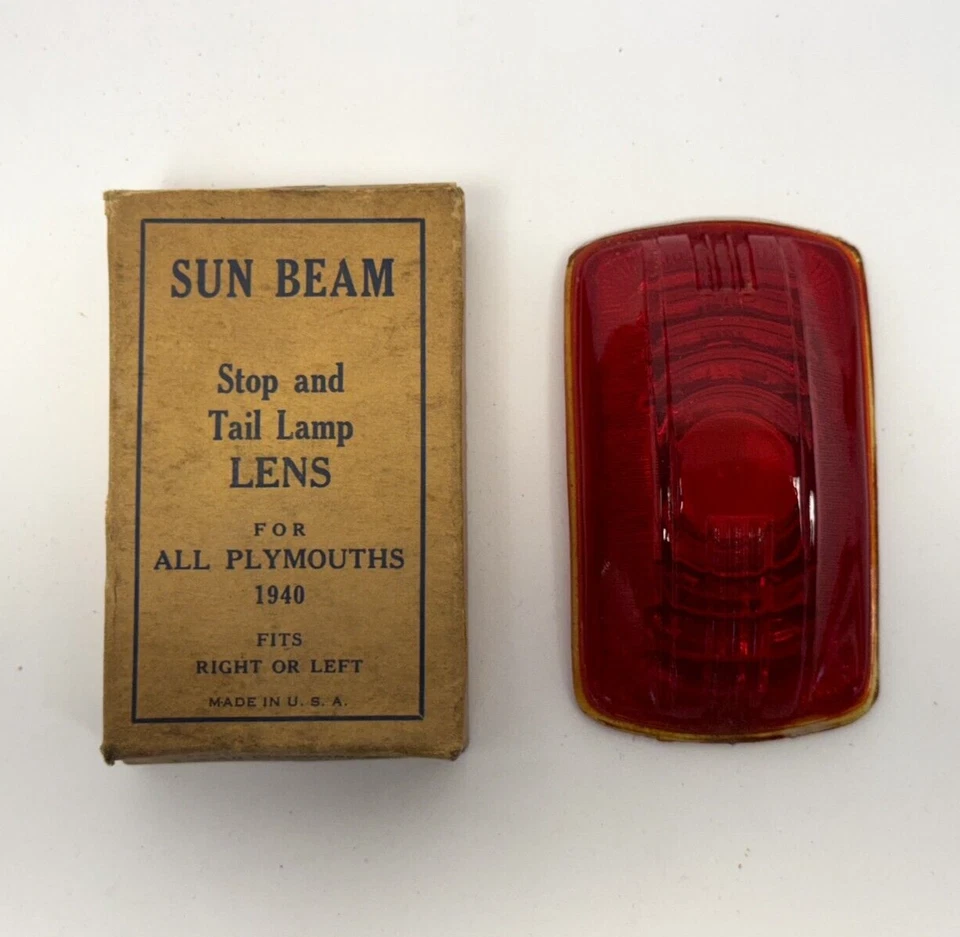 SUN BEAM
Stop and
Tail Lamp
LENS
FOR
ALL PLYMOUTHS
1940
FITS
RIGHT OR LEFT
MADE IN U. S. A.